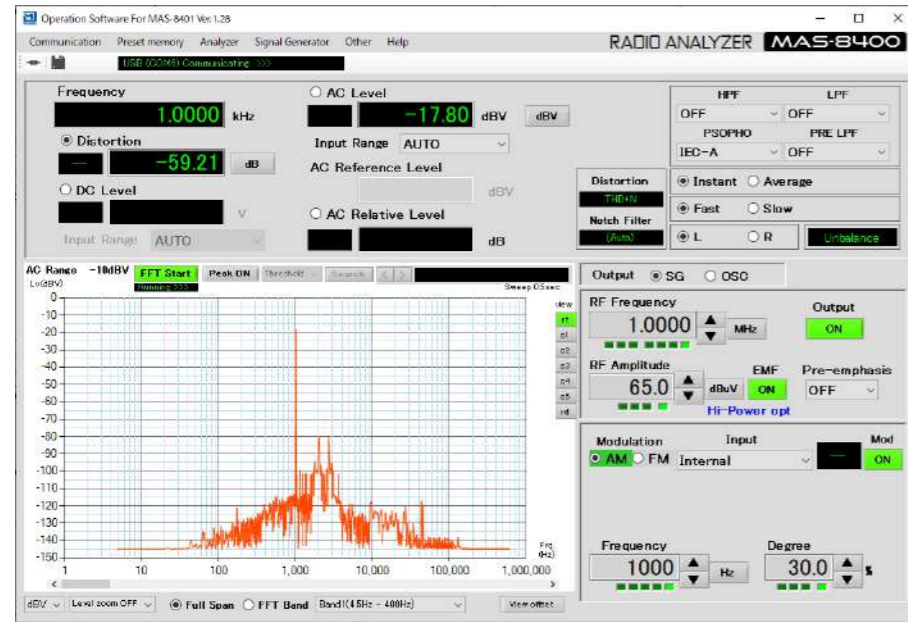 Operation Software For MAS-8401 Ver.1.28
Communication Preset memory Analyzer Signal Generator Other Help
RADIO ANALYZER MAS-8400
USB (COM6) Communicating >>>
Frequency
1.0000 kHz
Distortion
— -59.21 dB
DC Level
V
Input Range AUTO
AC Level
-17.80 dBV dBV
Input Range AUTO
AC Reference Level
dBV
AC Relative Level
dB
HPF LPF
OFF OFF
PSOPHO PRE LPF
IEC-A OFF
Distortion
THD+N
Notch Filter
(Auto)
Instant Average
Fast Slow
L R Unbalance
AC Range -10dBV FFT Start Peak ON Threshold Search < >
Running >>>
Lv(dBV) Sweep 0.5sec
view
rt
s1
s2
s3
s4
s5
rd
0
-10
-20
-30
-40
-50
-60
-70
-80
-90
-100
-110
-120
-130
-140
-150
Frq
(Hz)
1 10 100 1,000 10,000 100,000 1,000,000
dBV Level zoom OFF Full Span FFT Band Band I(4.5Hz - 400Hz) View offset
Output SG OSC
RF Frequency Output
1.0000 MHz ON
RF Amplitude EMF Pre-emphasis
65.0 dBuV ON OFF
Hi-Power opt
Modulation Input Mod
AM FM Internal — ON
Frequency Degree
1000 Hz 30.0 %